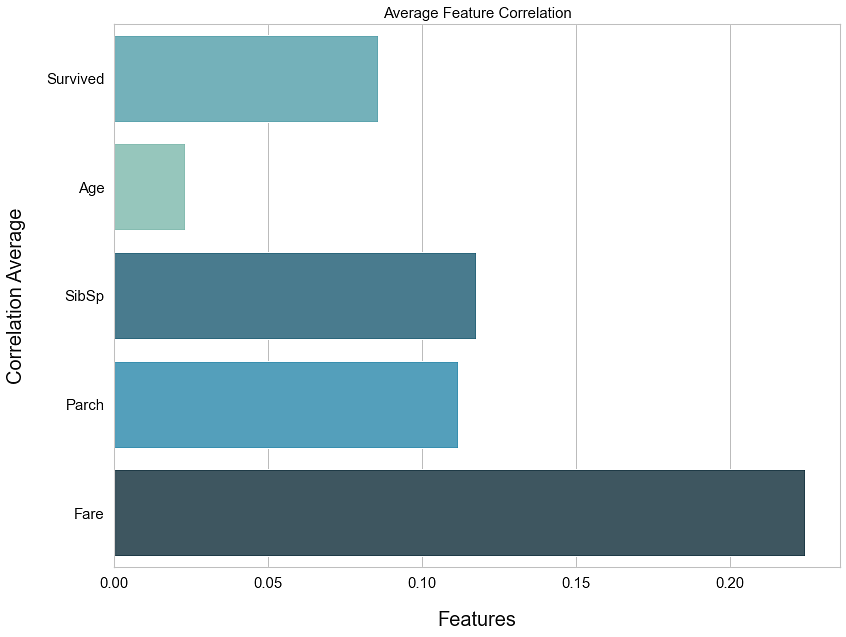 Average Feature Correlation
Survived
Age
SibSp
Parch
Fare
Correlation Average
0.00
0.05
0.10
0.15
0.20
Features